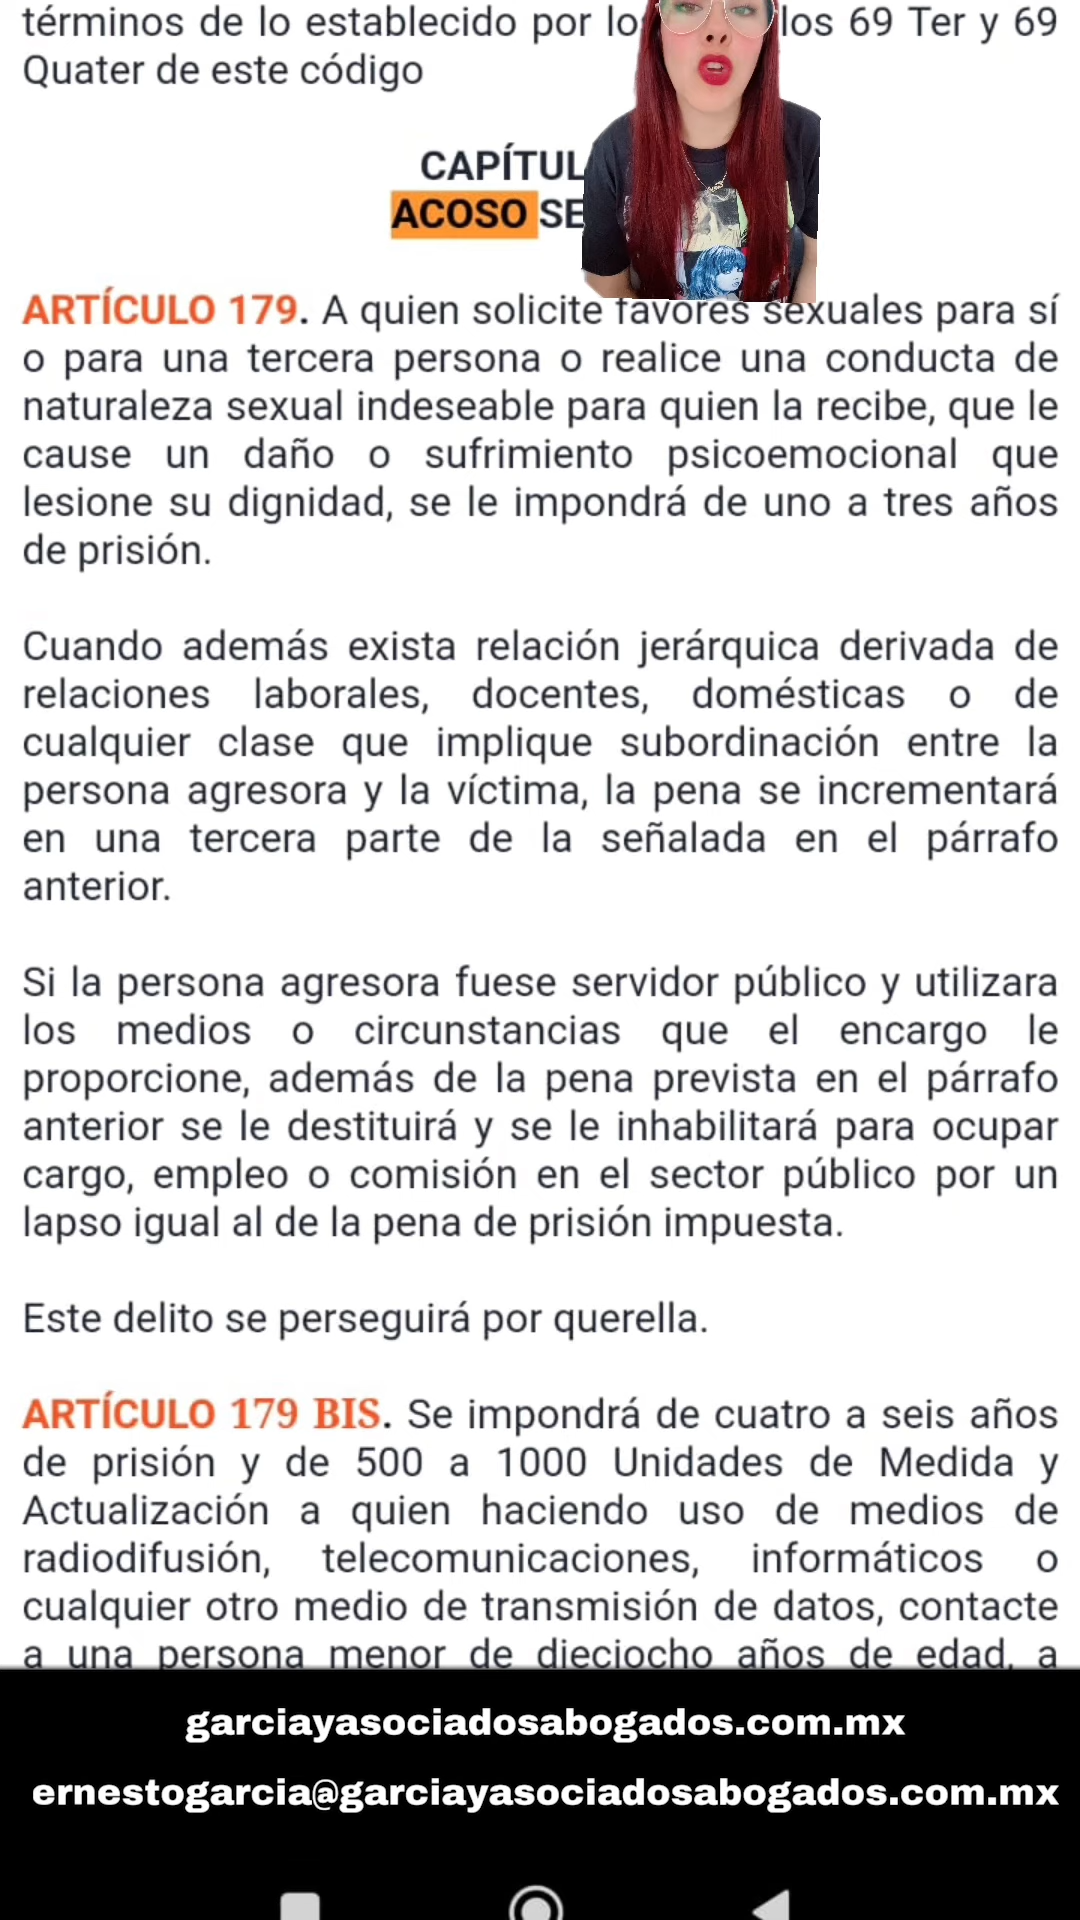 términos de lo establecido por los 69 Ter y 69
Quater de este código
CAPÍTUL
ACOSO SE
ARTÍCULO 179. A quien solicite favores sexuales para sí
o para una tercera persona o realice una conducta de
naturaleza sexual indeseable para quien la recibe, que le
cause un daño o sufrimiento psicoemocional que
lesione su dignidad, se le impondrá de uno a tres años
de prisión.
Cuando además exista relación jerárquica derivada de
relaciones laborales, docentes, domésticas o de
cualquier clase que implique subordinación entre la
persona agresora y la víctima, la pena se incrementará
en una tercera parte de la señalada en el párrafo
anterior.
Si la persona agresora fuese servidor público y utilizara
los medios o circunstancias que el encargo le
proporcione, además de la pena prevista en el párrafo
anterior se le destituirá y se le inhabilitará para ocupar
cargo, empleo o comisión en el sector público por un
lapso igual al de la pena de prisión impuesta.
Este delito se perseguirá por querella.
ARTÍCULO 179 BIS. Se impondrá de cuatro a seis años
de prisión y de 500 a 1000 Unidades de Medida y
Actualización a quien haciendo uso de medios de
radiodifusión, telecomunicaciones, informáticos o
cualquier otro medio de transmisión de datos, contacte
a una persona menor de dieciocho años de edad, a
garciayasociadosabogados.com.mx
ernestogarcia@garciayasociadosabogados.com.mx